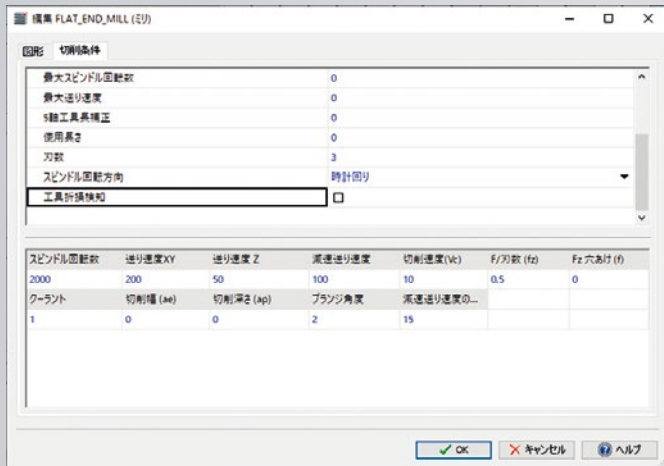 編集 FLAT_END_MILL (ミリ)
図形 切削条件
最大スピンドル回転数 0
最大送り速度 0
5軸工具長補正 0
使用長さ 0
刃数 3
スピンドル回転方向 時計回り
工具折損検知
スピンドル回転数 送り速度XY 送り速度 Z 減速送り速度 切削速度(Vc) F/刃数 (fz) Fz 穴あけ (f)
2000 200 50 100 10 0.5 0
クーラント 切削幅 (ae) 切削深さ (ap) プランジ角度 減速送り速度の...
1 0 0 2 15
OK キャンセル ヘルプ